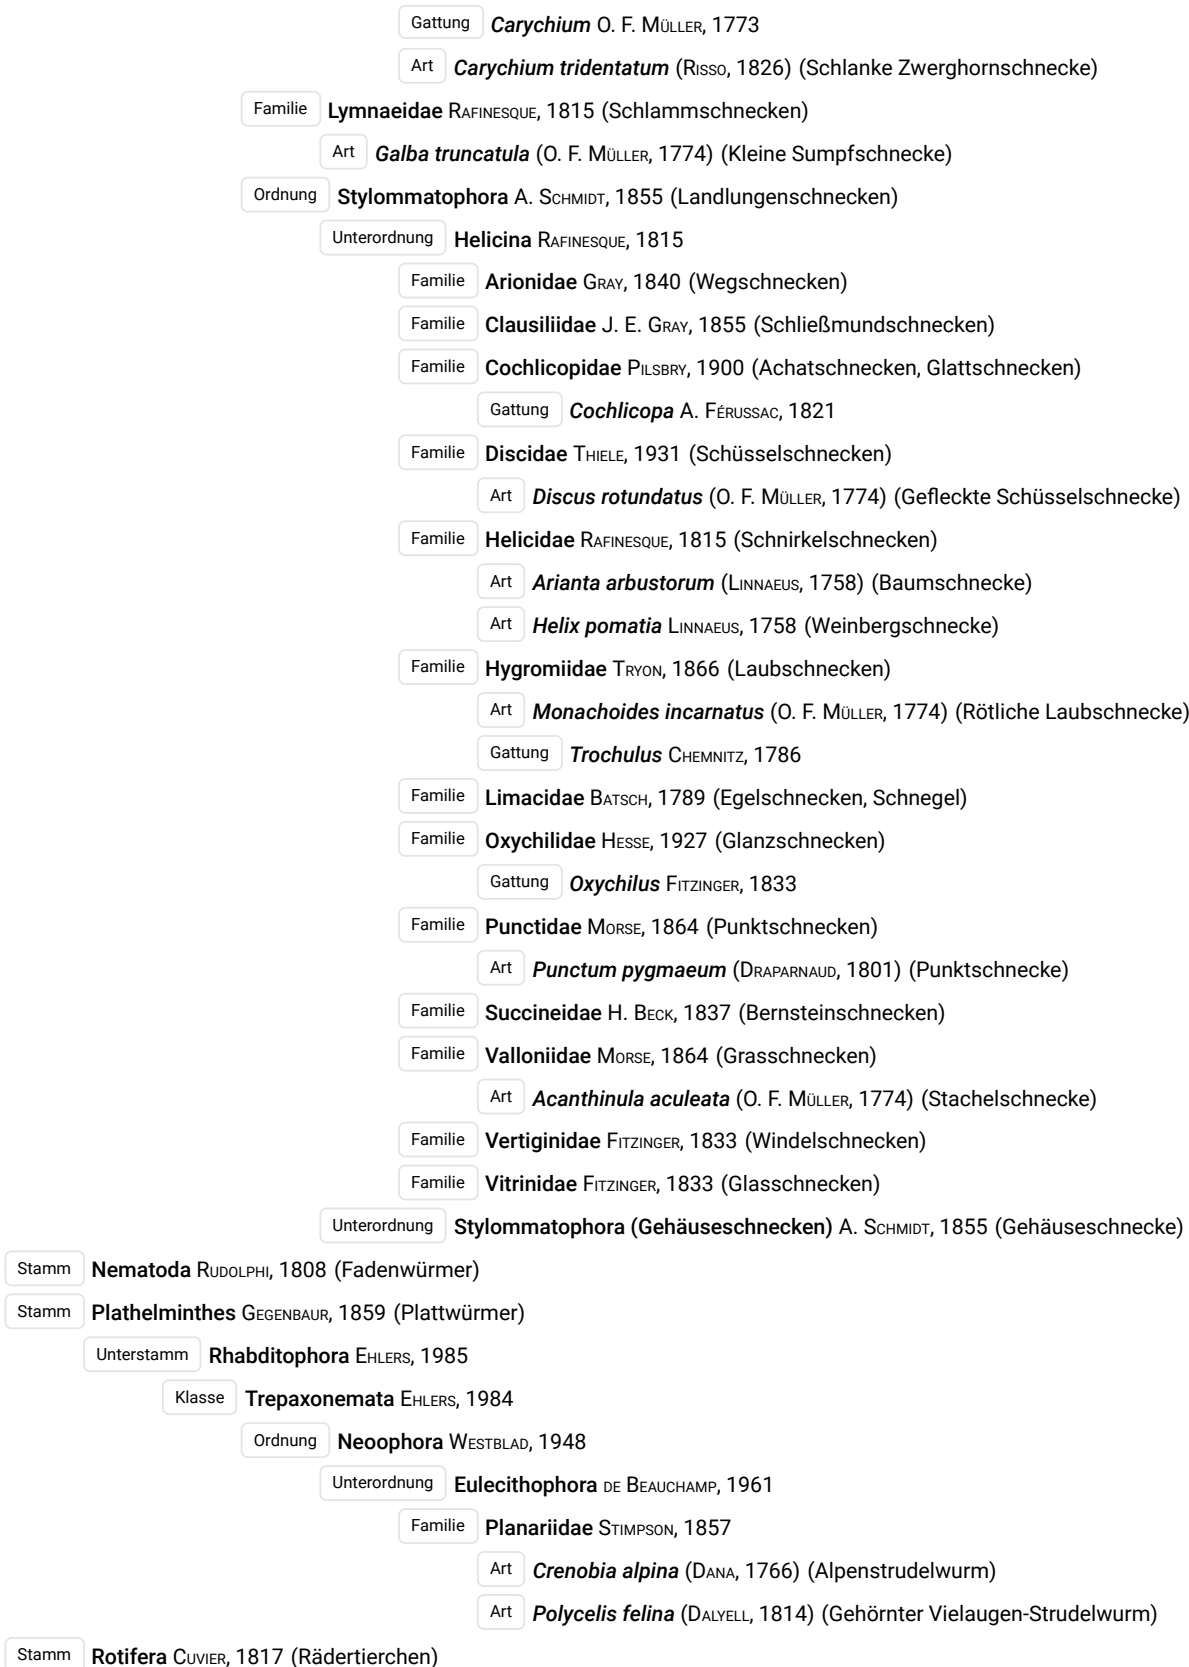 Gattung Carychium O. F. Müller, 1773
Art Carychium tridentatum (Risso, 1826) (Schlanke Zwerghornschnecke)
Familie Lymnaeidae Rafinesque, 1815 (Schlammschnecken)
Art Galba truncatula (O. F. Müller, 1774) (Kleine Sumpfschnecke)
Ordnung Stylommatophora A. Schmidt, 1855 (Landlungenschnecken)
Unterordnung Helicina Rafinesque, 1815
Familie Arionidae Gray, 1840 (Wegschnecken)
Familie Clausiliidae J. E. Gray, 1855 (Schließmundschnecken)
Familie Cochlicopidae Pilsbry, 1900 (Achatschnecken, Glattschnecken)
Gattung Cochlicopa A. Férussac, 1821
Familie Discidae Thiele, 1931 (Schüsselschnecken)
Art Discus rotundatus (O. F. Müller, 1774) (Gefleckte Schüsselschnecke)
Familie Helicidae Rafinesque, 1815 (Schnirkelschnecken)
Art Arianta arbustorum (Linnaeus, 1758) (Baumschnecke)
Art Helix pomatia Linnaeus, 1758 (Weinbergschnecke)
Familie Hygromiidae Tryon, 1866 (Laubschnecken)
Art Monachoides incarnatus (O. F. Müller, 1774) (Rötliche Laubschnecke)
Gattung Trochulus Chemnitz, 1786
Familie Limacidae Batsch, 1789 (Egelschnecken, Schnegel)
Familie Oxychilidae Hesse, 1927 (Glanzschnecken)
Gattung Oxychilus Fitzinger, 1833
Familie Punctidae Morse, 1864 (Punktschnecken)
Art Punctum pygmaeum (Draparnaud, 1801) (Punktschnecke)
Familie Succineidae H. Beck, 1837 (Bernsteinschnecken)
Familie Valloniidae Morse, 1864 (Grasschnecken)
Art Acanthinula aculeata (O. F. Müller, 1774) (Stachelschnecke)
Familie Vertiginidae Fitzinger, 1833 (Windelschnecken)
Familie Vitrinidae Fitzinger, 1833 (Glasschnecken)
Unterordnung Stylommatophora (Gehäuseschnecken) A. Schmidt, 1855 (Gehäuseschnecke)
Stamm Nematoda Rudolphi, 1808 (Fadenwürmer)
Stamm Plathelminthes Gegenbaur, 1859 (Plattwürmer)
Unterstamm Rhabditophora Ehlers, 1985
Klasse Trepaxonemata Ehlers, 1984
Ordnung Neoophora Westblad, 1948
Unterordnung Eulecithophora de Beauchamp, 1961
Familie Planariidae Stimpson, 1857
Art Crenobia alpina (Dana, 1766) (Alpenstrudelwurm)
Art Polycelis felina (Dalyell, 1814) (Gehörnter Vielaugen-Strudelwurm)
Stamm Rotifera Cuvier, 1817 (Rädertierchen)